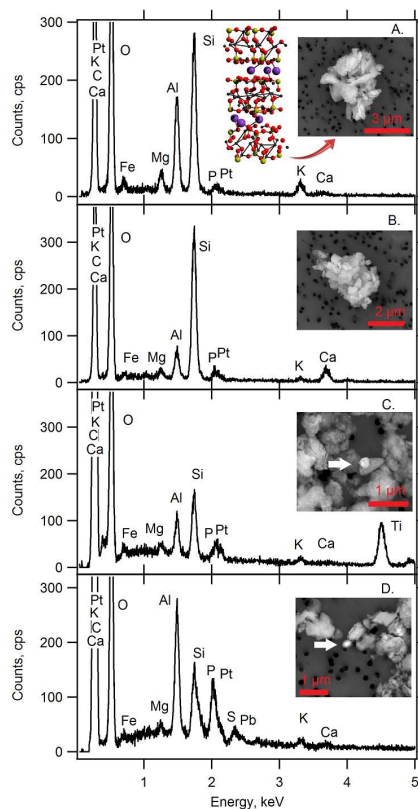 300
200
100
0
Counts, cps
Pt
K
C
Ca
O
Fe
Mg
Al
Si
P
Pt
K
Ca
A.
3 µm
300
200
100
0
Counts, cps
Pt
K
C
Ca
O
Fe
Mg
Al
Si
P
Pt
K
Ca
B.
2 µm
300
200
100
0
Counts, cps
Pt
K
C
Ca
O
Fe
Mg
Al
Si
P
Pt
K
Ca
Ti
C.
1 µm
300
200
100
0
Counts, cps
Pt
K
C
Ca
O
Fe
Mg
Al
Si
P
Pt
S
Pb
K
Ca
D.
1 µm
1 2 3 4 5
Energy, keV